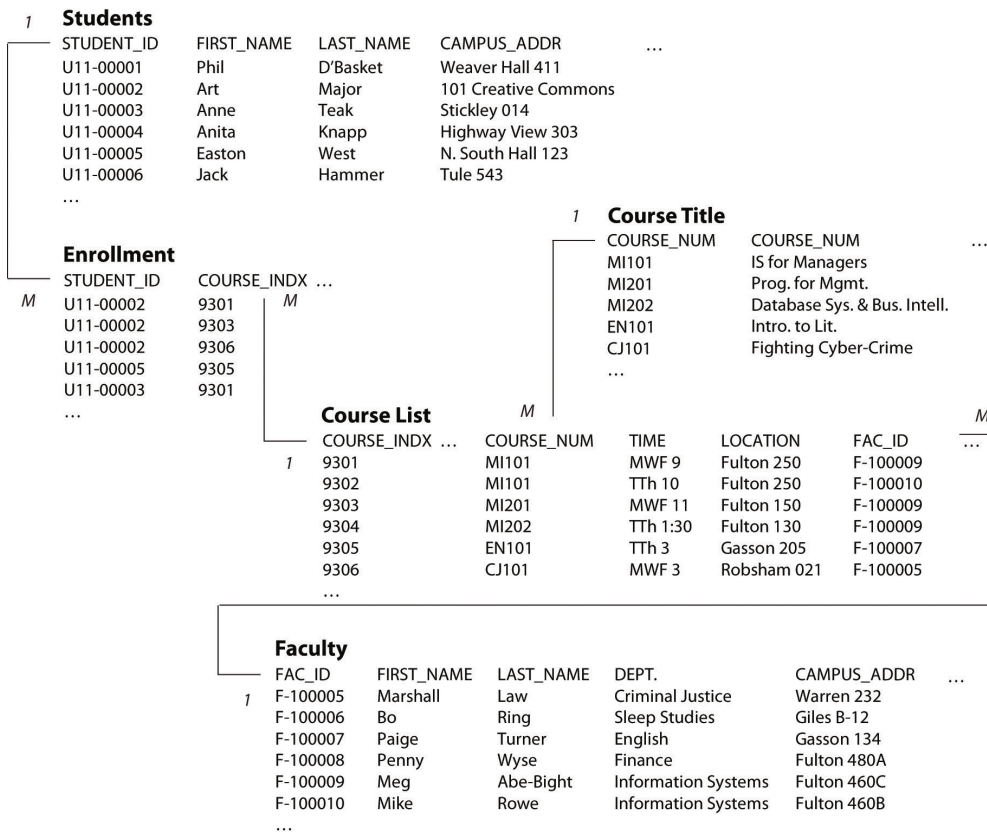 1 Students
STUDENT_ID FIRST_NAME LAST_NAME CAMPUS_ADDR …
U11-00001 Phil D’Basket Weaver Hall 411
U11-00002 Art Major 101 Creative Commons
U11-00003 Anne Teak Stickley 014
U11-00004 Anita Knapp Highway View 303
U11-00005 Easton West N. South Hall 123
U11-00006 Jack Hammer Tule 543
…
1 Course Title
COURSE_NUM COURSE_NUM …
MI101 IS for Managers
MI201 Prog. for Mgmt.
MI202 Database Sys. & Bus. Intell.
EN101 Intro. to Lit.
CJ101 Fighting Cyber-Crime
…
Enrollment
STUDENT_ID COURSE_INDX …
M U11-00002 9301 M
U11-00002 9303
U11-00002 9306
U11-00005 9305
U11-00003 9301
…
Course List M M
COURSE_INDX … COURSE_NUM TIME LOCATION FAC_ID …
1 9301 MI101 MWF 9 Fulton 250 F-100009
9302 MI101 TTh 10 Fulton 250 F-100010
9303 MI201 MWF 11 Fulton 150 F-100009
9304 MI202 TTh 1:30 Fulton 130 F-100009
9305 EN101 TTh 3 Gasson 205 F-100007
9306 CJ101 MWF 3 Robsham 021 F-100005
…
Faculty
FAC_ID FIRST_NAME LAST_NAME DEPT. CAMPUS_ADDR …
1 F-100005 Marshall Law Criminal Justice Warren 232
F-100006 Bo Ring Sleep Studies Giles B-12
F-100007 Paige Turner English Gasson 134
F-100008 Penny Wyse Finance Fulton 480A
F-100009 Meg Abe-Bight Information Systems Fulton 460C
F-100010 Mike Rowe Information Systems Fulton 460B
…